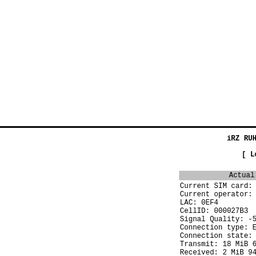 iRZ RUH
[ L
Actual
Current SIM card:
Current operator:
LAC: 0EF4
CellID: 000027B3
Signal Quality: -5
Connection type: E
Connection state:
Transmit: 18 MiB 6
Received: 2 MiB 94